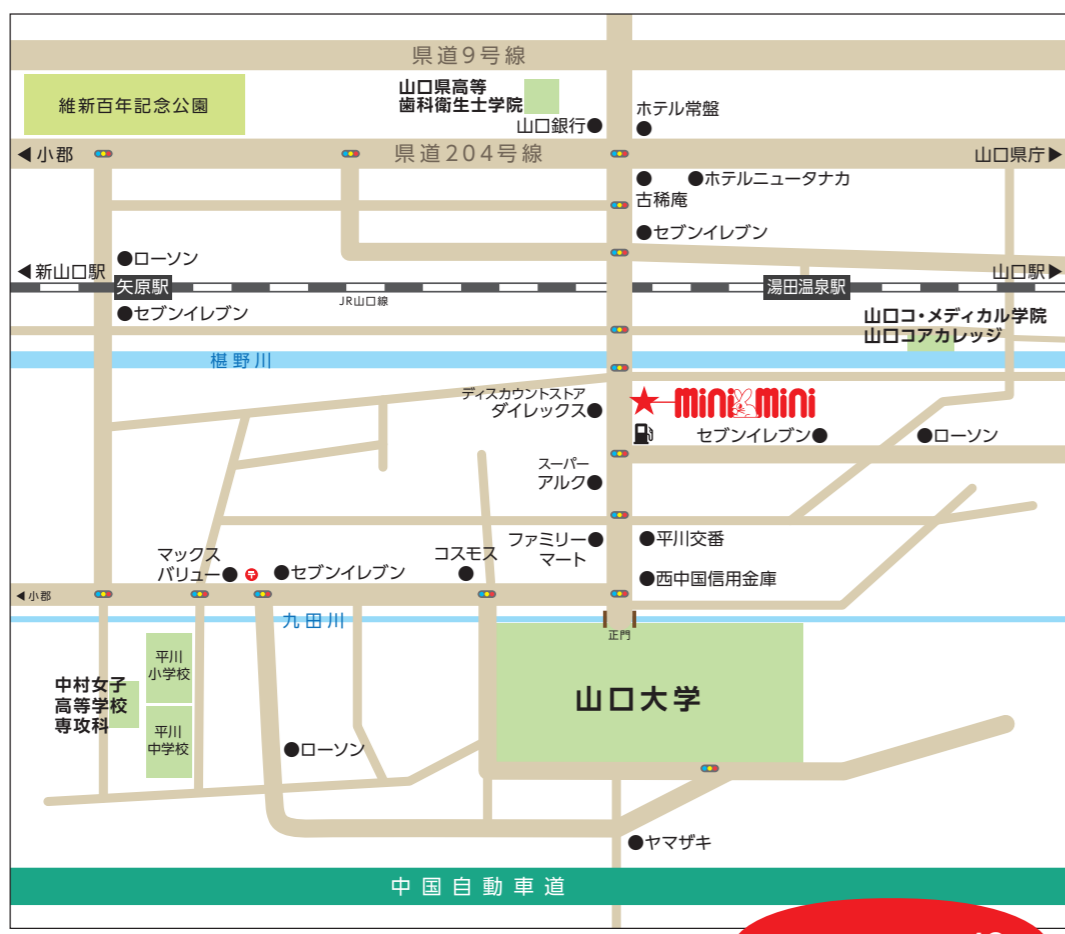 県道9号線
維新百年記念公園
山口県高等
歯科衛生士学院
山口銀行●
ホテル常盤
●
◀小郡
県道204号線
山口県庁▶
●
●ホテルニュータナカ
古稀庵
●セブンイレブン
●ローソン
◀新山口駅
山口駅▶
矢原駅
湯田温泉駅
JR山口線
●セブンイレブン
山口コ・メディカル学院
山口コアカレッジ
椹野川
ディスカウントストア
ダイレックス●
★mini mini
セブンイレブン●
●ローソン
スーパー
アルク●
ファミリー●
マート
●平川交番
マックス
バリュー●
〒
●セブンイレブン
コスモス
●
●西中国信用金庫
◀小郡
九田川
正門
平川
小学校
中村女子
高等学校
専攻科
山口大学
平川
中学校
●ローソン
●ヤマザキ
中国自動車道